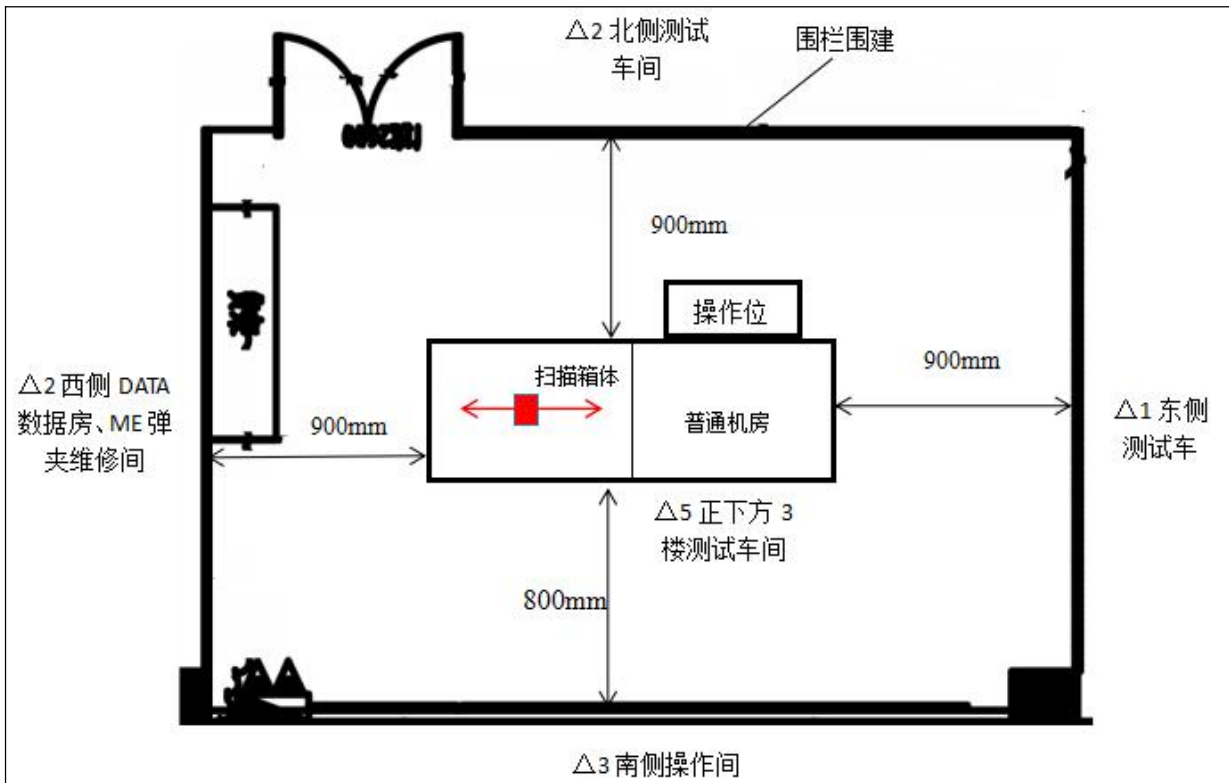 △2 北侧测试
车间
围栏围建
900mm
操作位
扫描箱体
900mm
普通机房
△2 西侧 DATA
数据房、ME 弹
夹维修间
900mm
△1 东侧
测试车
△5 正下方 3
楼测试车间
800mm
△3 南侧操作间